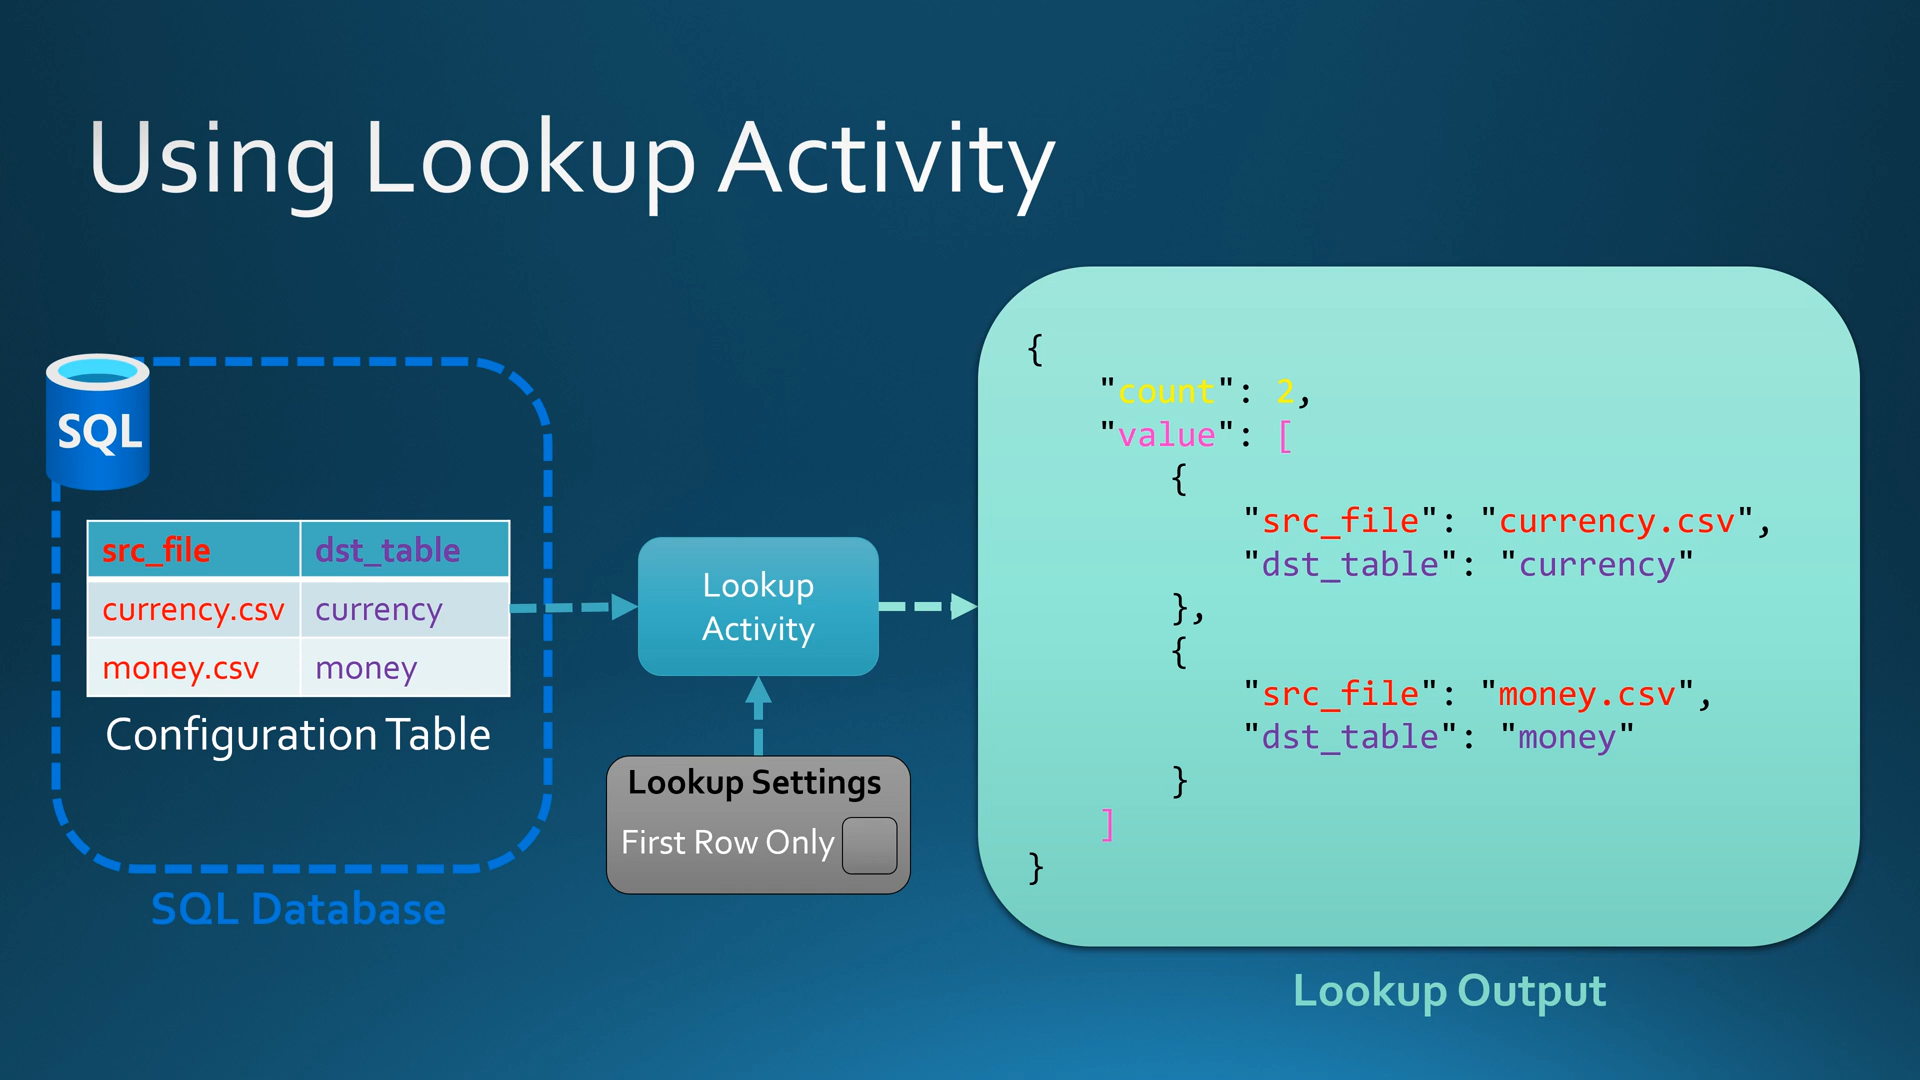 Using Lookup Activity
SQL
src_file dst_table
currency.csv currency
money.csv money
Configuration Table
SQL Database
Lookup
Activity
Lookup Settings
First Row Only
{
"count": 2,
"value": [
{
"src_file": "currency.csv",
"dst_table": "currency"
},
{
"src_file": "money.csv",
"dst_table": "money"
}
]
}
Lookup Output